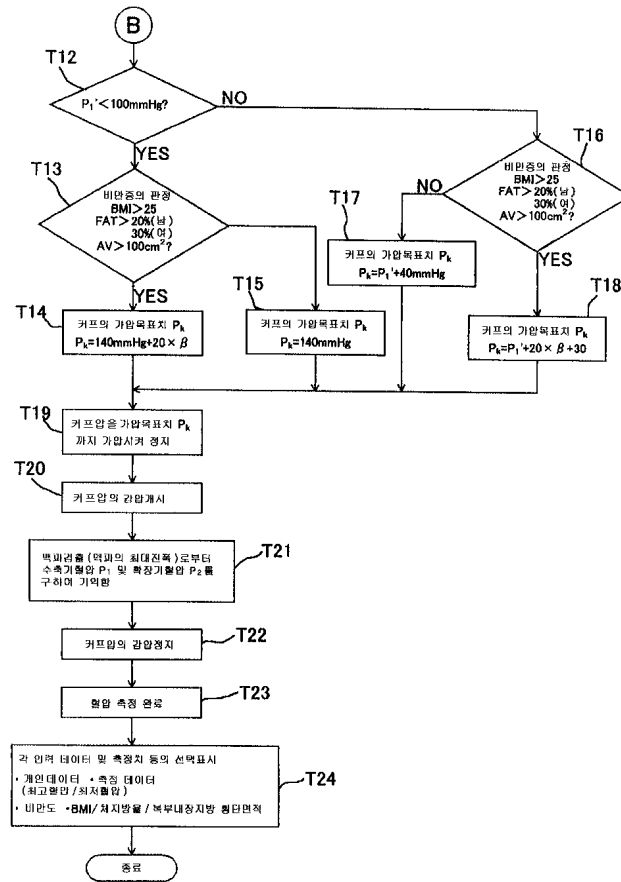 B
T12
P₁'<100mmHg?
NO
YES
T13
비만증의 판정
BMI>25
FAT>20%(남)
30%(여)
AV>100cm²?
YES
T16
비만증의 판정
BMI>25
FAT>20%(남)
30%(여)
AV>100cm²?
NO
YES
T17
커프의 가압목표치 Pₖ
Pₖ=P₁'+40mmHg
T14
커프의 가압목표치 Pₖ
Pₖ=140mmHg+20×β
T15
커프의 가압목표치 Pₖ
Pₖ=140mmHg
T18
커프의 가압목표치 Pₖ
Pₖ=P₁'+20×β+30
T19
커프압을 가압목표치 Pₖ
까지 가압시켜 정지
T20
커프압의 감압개시
T21
맥파검출(맥파의 최대진폭)로부터
수축기혈압 P₁ 및 확장기혈압 P₂를
구하여 기억함
T22
커프압의 감압정지
T23
혈압 측정 완료
T24
각 입력 데이터 및 측정치 등의 선택표시
・개인데이터 ・측정 데이터
(최고혈압/최저혈압)
・비만도 ・BMI/체지방율/복부내장지방 횡단면적
종료